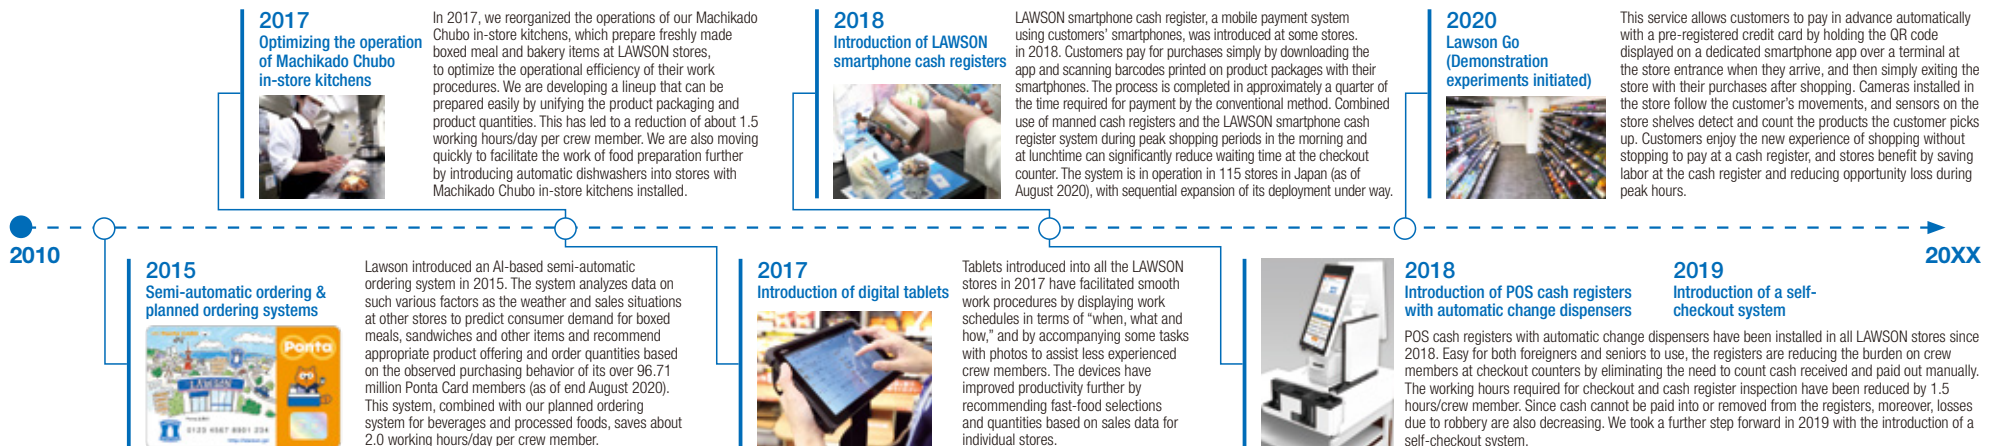 2017
Optimizing the operation
of Machikado Chubo
in-store kitchens
In 2017, we reorganized the operations of our Machikado
Chubo in-store kitchens, which prepare freshly made
boxed meal and bakery items at LAWSON stores,
to optimize the operational efficiency of their work
procedures. We are developing a lineup that can be
prepared easily by unifying the product packaging and
product quantities. This has led to a reduction of about 1.5
working hours/day per crew member. We are also moving
quickly to facilitate the work of food preparation further
by introducing automatic dishwashers into stores with
Machikado Chubo in-store kitchens installed.
2018
Introduction of LAWSON
smartphone cash registers
LAWSON smartphone cash register, a mobile payment system
using customers' smartphones, was introduced at some stores.
in 2018. Customers pay for purchases simply by downloading the
app and scanning barcodes printed on product packages with their
smartphones. The process is completed in approximately a quarter of
the time required for payment by the conventional method. Combined
use of manned cash registers and the LAWSON smartphone cash
register system during peak shopping periods in the morning and
at lunchtime can significantly reduce waiting time at the checkout
counter. The system is in operation in 115 stores in Japan (as of
August 2020), with sequential expansion of its deployment under way.
2020
Lawson Go
(Demonstration
experiments initiated)
This service allows customers to pay in advance automatically
with a pre-registered credit card by holding the QR code
displayed on a dedicated smartphone app over a terminal at
the store entrance when they arrive, and then simply exiting the
store with their purchases after shopping. Cameras installed in
the store follow the customer's movements, and sensors on the
store shelves detect and count the products the customer picks
up. Customers enjoy the new experience of shopping without
stopping to pay at a cash register, and stores benefit by saving
labor at the cash register and reducing opportunity loss during
peak hours.
2010
20XX
2015
Semi-automatic ordering &
planned ordering systems
Ponta
LAWSON
0123 4567 8901 234
Lawson introduced an AI-based semi-automatic
ordering system in 2015. The system analyzes data on
such various factors as the weather and sales situations
at other stores to predict consumer demand for boxed
meals, sandwiches and other items and recommend
appropriate product offering and order quantities based
on the observed purchasing behavior of its over 96.71
million Ponta Card members (as of end August 2020).
This system, combined with our planned ordering
system for beverages and processed foods, saves about
2.0 working hours/day per crew member.
2017
Introduction of digital tablets
Tablets introduced into all the LAWSON
stores in 2017 have facilitated smooth
work procedures by displaying work
schedules in terms of "when, what and
how," and by accompanying some tasks
with photos to assist less experienced
crew members. The devices have
improved productivity further by
recommending fast-food selections
and quantities based on sales data for
individual stores.
2018
Introduction of POS cash registers
with automatic change dispensers
2019
Introduction of a self-
checkout system
POS cash registers with automatic change dispensers have been installed in all LAWSON stores since
2018. Easy for both foreigners and seniors to use, the registers are reducing the burden on crew
members at checkout counters by eliminating the need to count cash received and paid out manually.
The working hours required for checkout and cash register inspection have been reduced by 1.5
hours/crew member. Since cash cannot be paid into or removed from the registers, moreover, losses
due to robbery are also decreasing. We took a further step forward in 2019 with the introduction of a
self-checkout system.